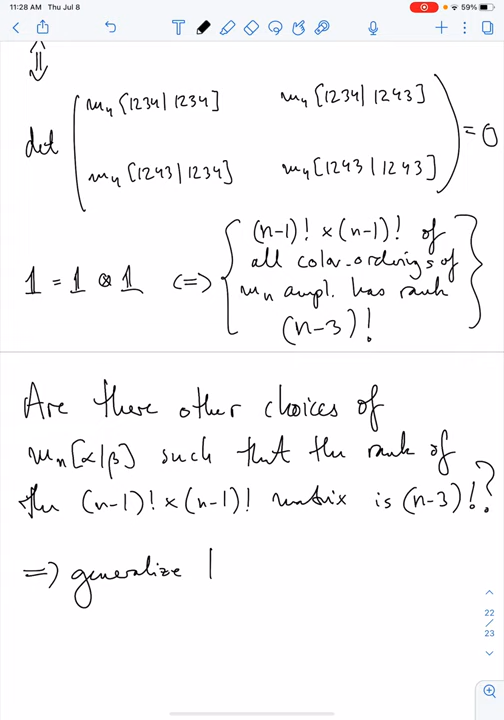 11:28 AM Thu Jul 8
59%
⇕
det ( m₄[1234|1234] m₄[1234|1243]
m₄[1243|1234] m₄[1243|1243] ) = 0
𝟙 = 𝟙 ⊗ 𝟙 <=> { (n-1)! × (n-1)! of
all color-orderings of
mₙ ampl. has rank
(n-3)! }
Are there other choices of
mₙ[α|β] such that the rank of
the (n-1)! × (n-1)! matrix is (n-3)!?
=> generalize |
22
/
23